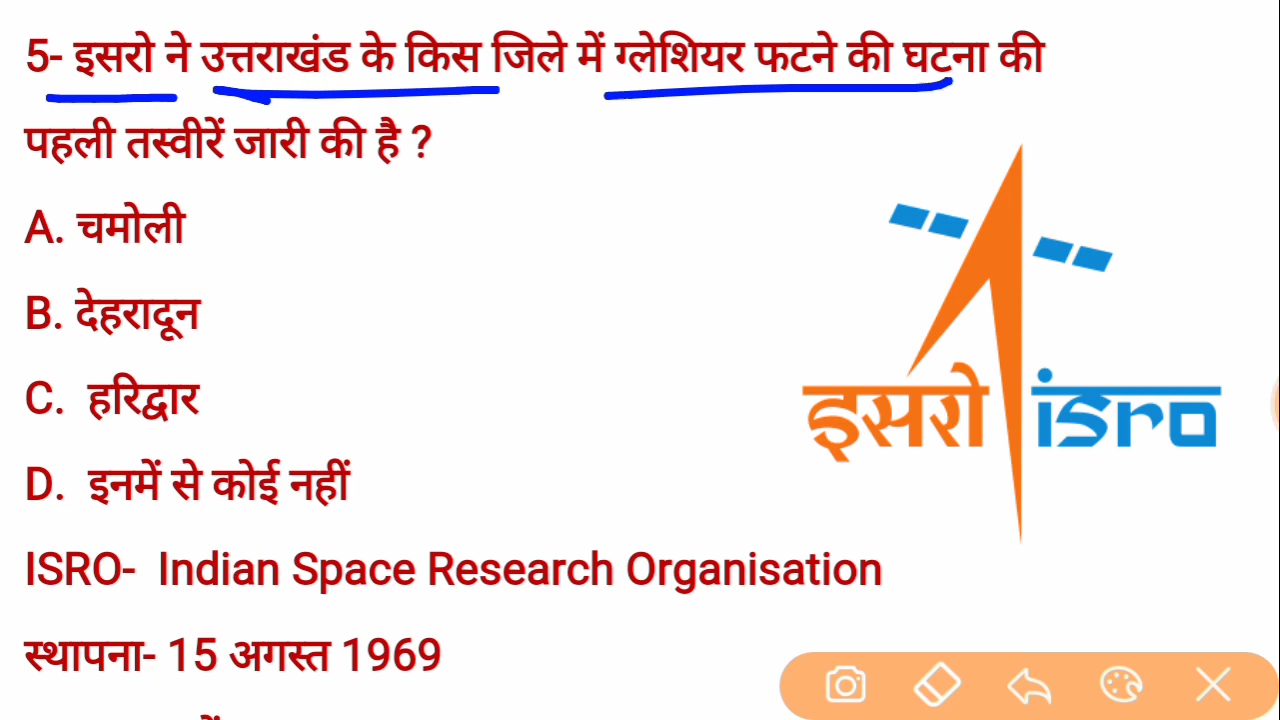 5- इसरो ने उत्तराखंड के किस जिले में ग्लेशियर फटने की घटना की
पहली तस्वीरें जारी की है ?
A. चमोली
B. देहरादून
C. हरिद्वार
D. इनमें से कोई नहीं
इसरो isro
ISRO- Indian Space Research Organisation
स्थापना- 15 अगस्त 1969